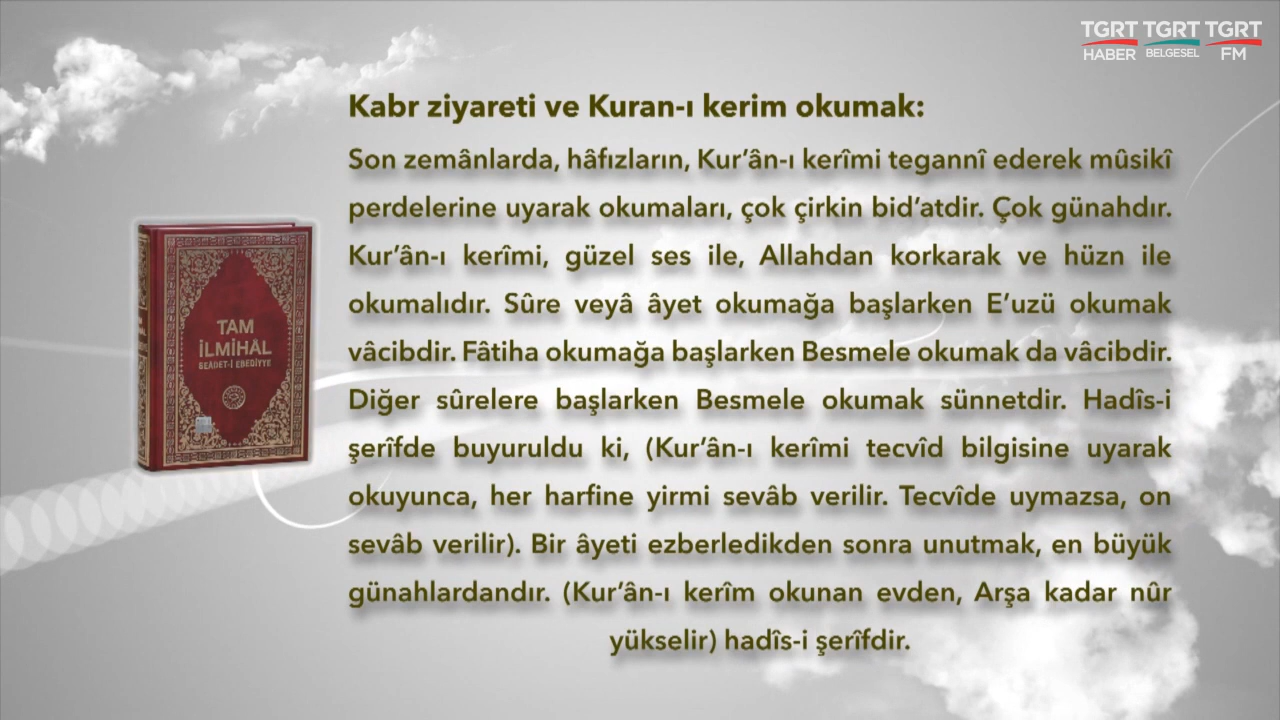 TGRT TGRT TGRT
HABER BELGESEL FM
Kabr ziyareti ve Kuran-ı kerim okumak:
Son zemânlarda, hâfızların, Kur’ân-ı kerîmi tegannî ederek mûsikî
perdelerine uyarak okumaları, çok çirkin bid’atdir. Çok günahdır.
Kur’ân-ı kerîmi, güzel ses ile, Allahdan korkarak ve hüzn ile
okumalıdır. Sûre veyâ âyet okumağa başlarken E’uzü okumak
vâcibdir. Fâtiha okumağa başlarken Besmele okumak da vâcibdir.
Diğer sûrelere başlarken Besmele okumak sünnetdir. Hadîs-i
şerîfde buyuruldu ki, (Kur’ân-ı kerîmi tecvîd bilgisine uyarak
okuyunca, her harfine yirmi sevâb verilir. Tecvîde uymazsa, on
sevâb verilir). Bir âyeti ezberledikden sonra unutmak, en büyük
günahlardandır. (Kur’ân-ı kerîm okunan evden, Arşa kadar nûr
yükselir) hadîs-i şerîfdir.
TAM
İLMİHÂL
SEÂDET-İ EBEDİYYE